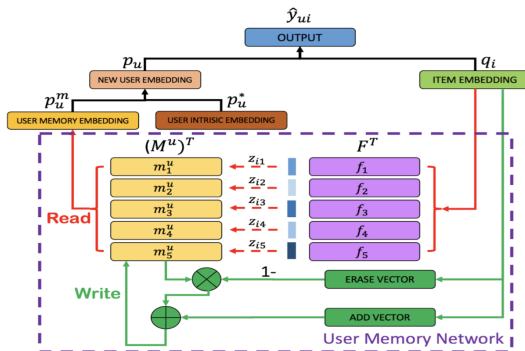 ŷ_ui
OUTPUT
p_u
q_i
NEW USER EMBEDDING
ITEM EMBEDDING
p_u^m
p_u^*
USER MEMORY EMBEDDING
USER INTRISIC EMBEDDING
(M^u)^T
F^T
m_1^u z_i1 f_1
m_2^u z_i2 f_2
Read m_3^u z_i3 f_3
m_4^u z_i4 f_4
m_5^u z_i5 f_5
1-
ERASE VECTOR
Write
ADD VECTOR
User Memory Network